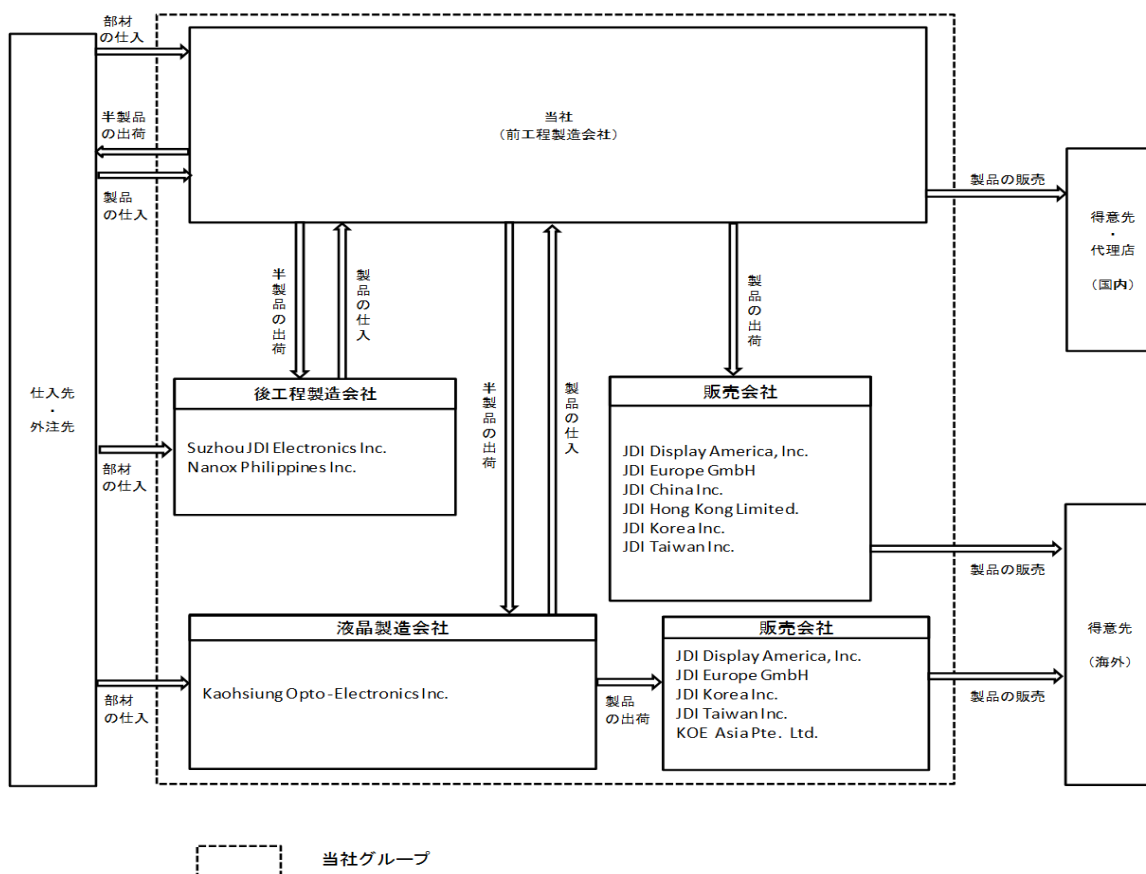 部材
の仕入
半製品
の出荷
製品
の仕入
仕入先
・
外注先
部材
の仕入
部材
の仕入
当社
（前工程製造会社）
半製品の出荷
製品の仕入
半製品の出荷
製品の仕入
製品の出荷
後工程製造会社
Suzhou JDI Electronics Inc.
Nanox Philippines Inc.
販売会社
JDI Display America, Inc.
JDI Europe GmbH
JDI China Inc.
JDI Hong Kong Limited.
JDI Korea Inc.
JDI Taiwan Inc.
液晶製造会社
Kaohsiung Opto-Electronics Inc.
製品
の出荷
販売会社
JDI Display America, Inc.
JDI Europe GmbH
JDI Korea Inc.
JDI Taiwan Inc.
KOE Asia Pte. Ltd.
製品の販売
得意先
・
代理店
（国内）
製品の販売
製品の販売
得意先
（海外）
当社グループ